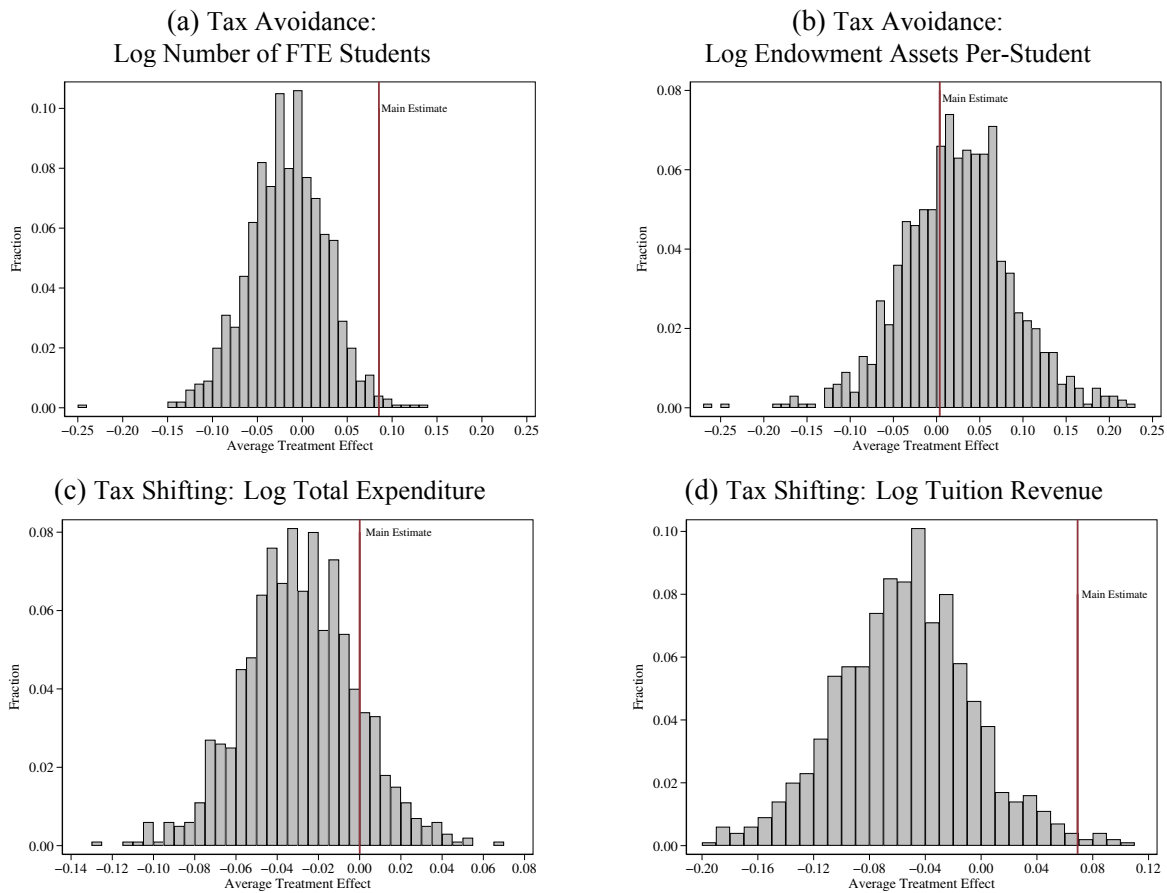 (a) Tax Avoidance:
Log Number of FTE Students
Fraction
0.10
0.08
0.06
0.04
0.02
0.00
Main Estimate
−0.25 −0.20 −0.15 −0.10 −0.05 0.00 0.05 0.10 0.15 0.20 0.25
Average Treatment Effect
(b) Tax Avoidance:
Log Endowment Assets Per-Student
Fraction
0.08
0.06
0.04
0.02
0.00
Main Estimate
−0.25 −0.20 −0.15 −0.10 −0.05 0.00 0.05 0.10 0.15 0.20 0.25
Average Treatment Effect
(c) Tax Shifting: Log Total Expenditure
Fraction
0.08
0.06
0.04
0.02
0.00
Main Estimate
−0.14 −0.12 −0.10 −0.08 −0.06 −0.04 −0.02 0.00 0.02 0.04 0.06 0.08
Average Treatment Effect
(d) Tax Shifting: Log Tuition Revenue
Fraction
0.10
0.08
0.06
0.04
0.02
0.00
Main Estimate
−0.20 −0.16 −0.12 −0.08 −0.04 0.00 0.04 0.08 0.12
Average Treatment Effect